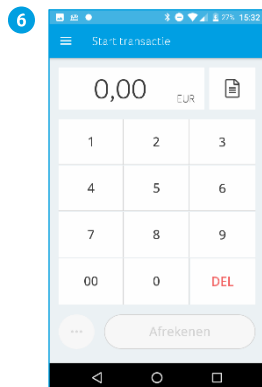 6
27% 15:32
Start transactie
0,00 EUR
1 2 3
4 5 6
7 8 9
00 0 DEL
...
Afrekenen